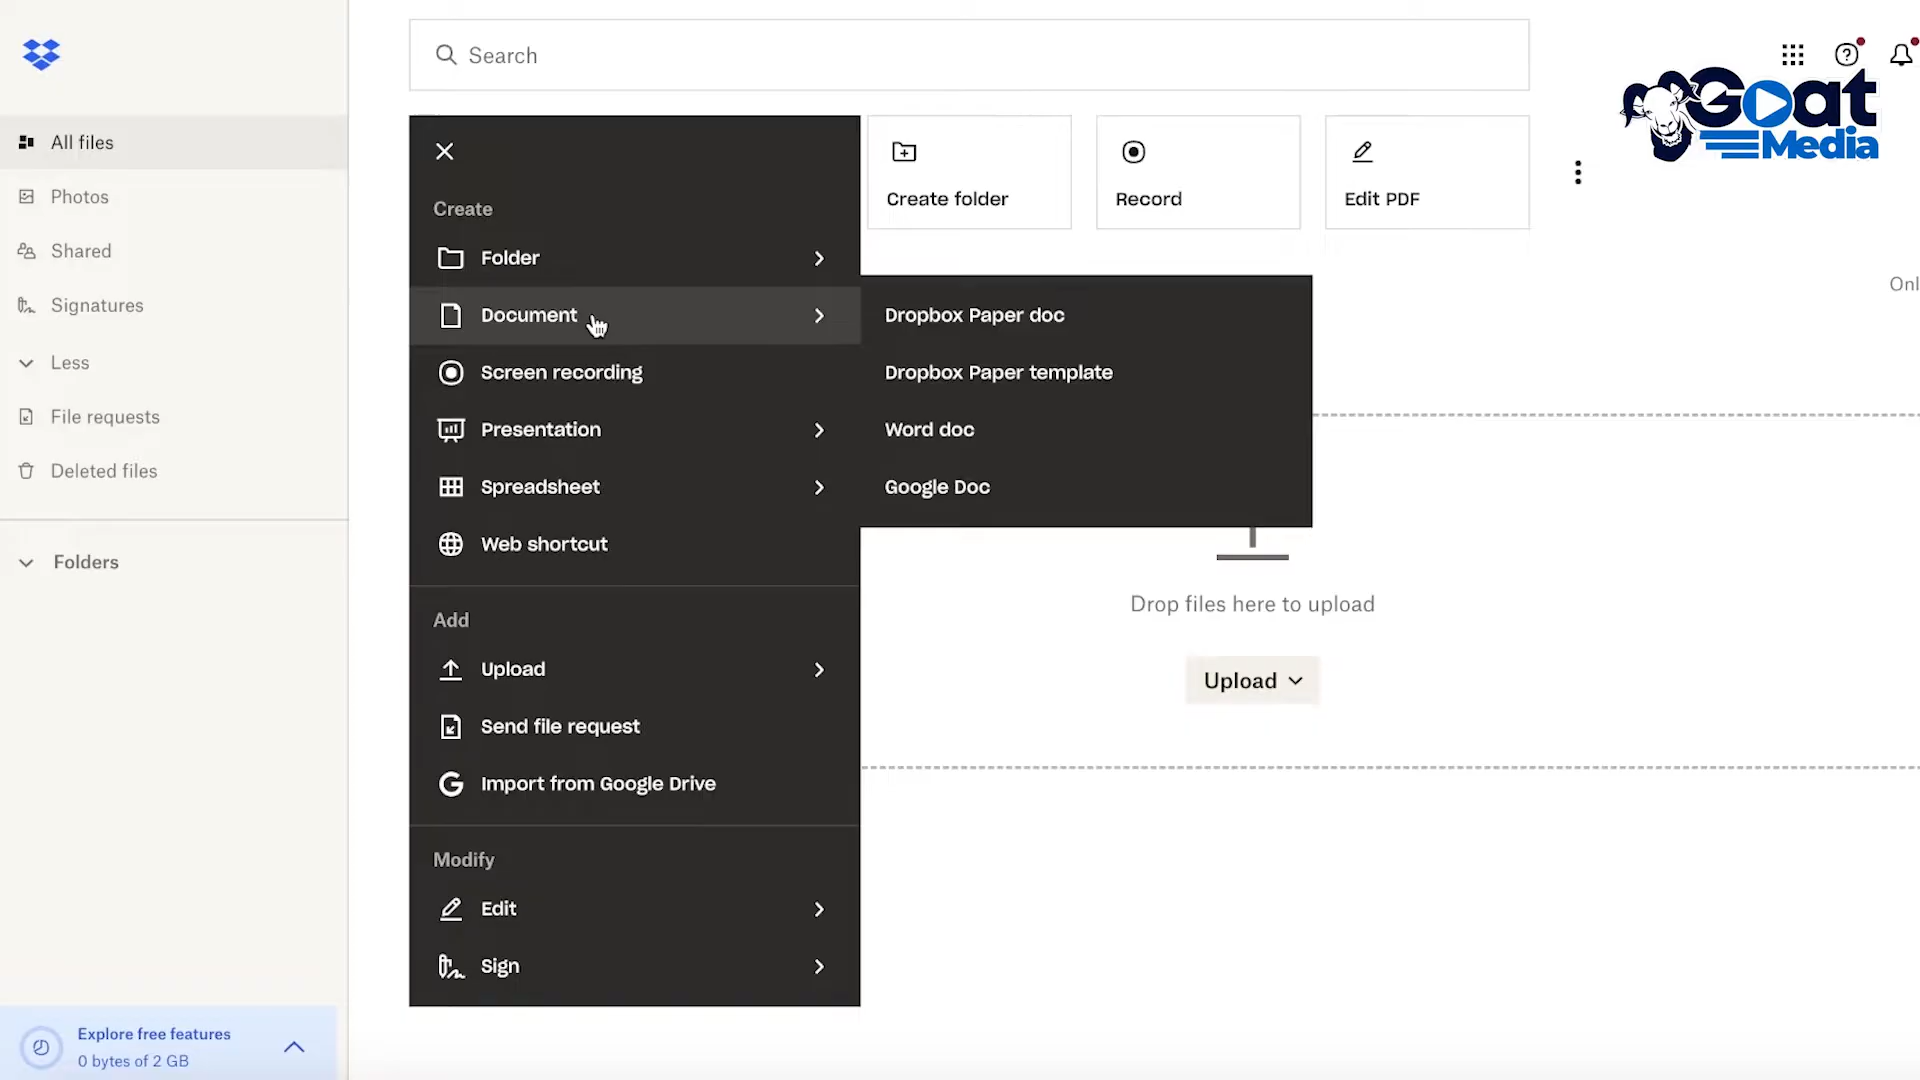 Search
Goat
Media
All files
Photos
Shared
Signatures
Less
File requests
Deleted files
Folders
Explore free features
0 bytes of 2 GB
Create
Folder
Document
Screen recording
Presentation
Spreadsheet
Web shortcut
Add
Upload
Send file request
Import from Google Drive
Modify
Edit
Sign
Dropbox Paper doc
Dropbox Paper template
Word doc
Google Doc
Create folder
Record
Edit PDF
Onl
Drop files here to upload
Upload